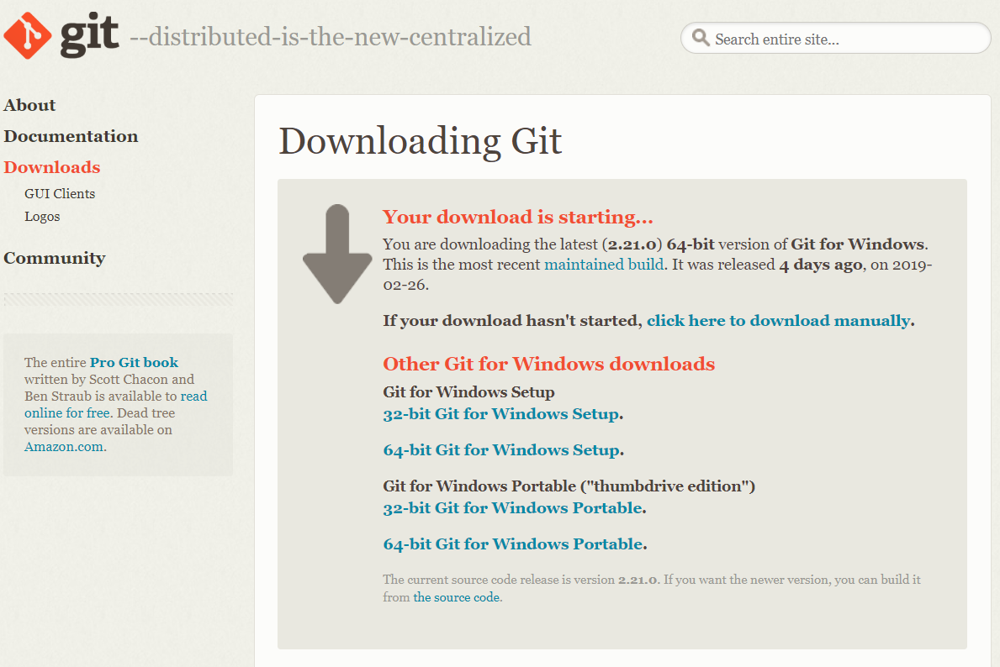 git --distributed-is-the-new-centralized
Search entire site...
About
Documentation
Downloads
GUI Clients
Logos
Community
The entire Pro Git book
written by Scott Chacon and
Ben Straub is available to read
online for free. Dead tree
versions are available on
Amazon.com.
Downloading Git
Your download is starting...
You are downloading the latest (2.21.0) 64-bit version of Git for Windows.
This is the most recent maintained build. It was released 4 days ago, on 2019-
02-26.
If your download hasn't started, click here to download manually.
Other Git for Windows downloads
Git for Windows Setup
32-bit Git for Windows Setup.
64-bit Git for Windows Setup.
Git for Windows Portable ("thumbdrive edition")
32-bit Git for Windows Portable.
64-bit Git for Windows Portable.
The current source code release is version 2.21.0. If you want the newer version, you can build it
from the source code.